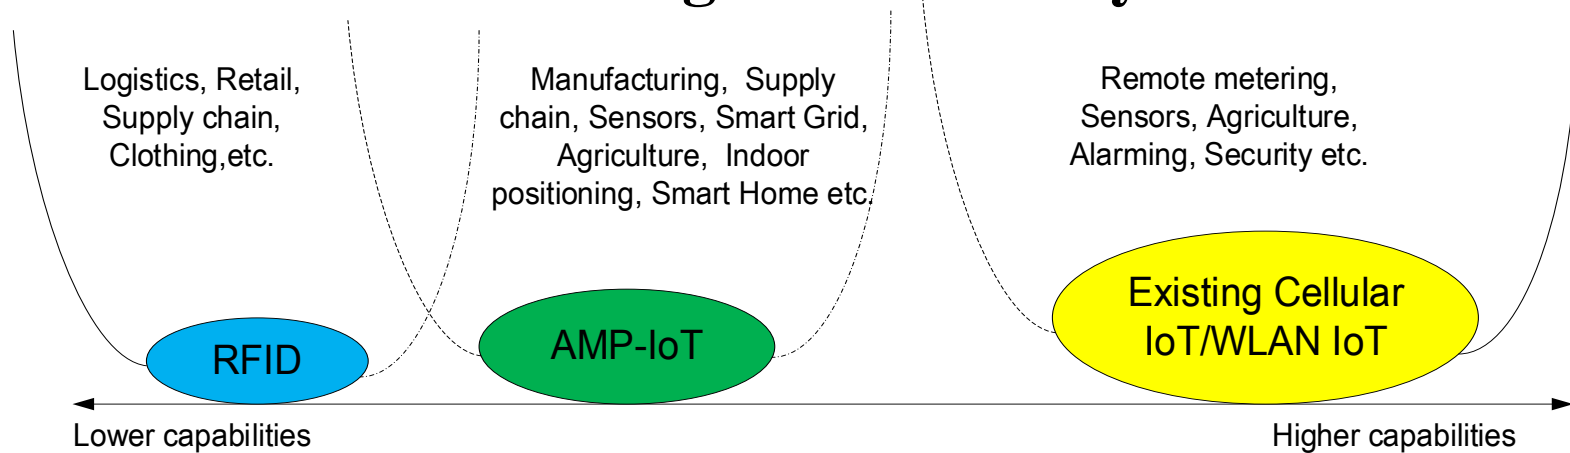 Logistics, Retail,
Supply chain,
Clothing,etc.
Manufacturing, Supply
chain, Sensors, Smart Grid,
Agriculture, Indoor
positioning, Smart Home etc.
Remote metering,
Sensors, Agriculture,
Alarming, Security etc.
RFID
AMP-IoT
Existing Cellular
IoT/WLAN IoT
Lower capabilities
Higher capabilities